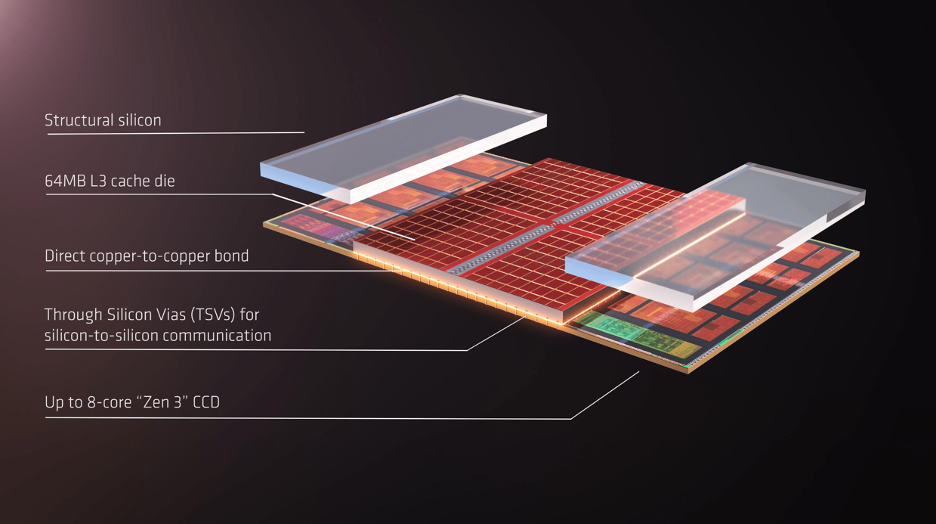 Structural silicon
64MB L3 cache die
Direct copper-to-copper bond
Through Silicon Vias (TSVs) for
silicon-to-silicon communication
Up to 8-core “Zen 3” CCD